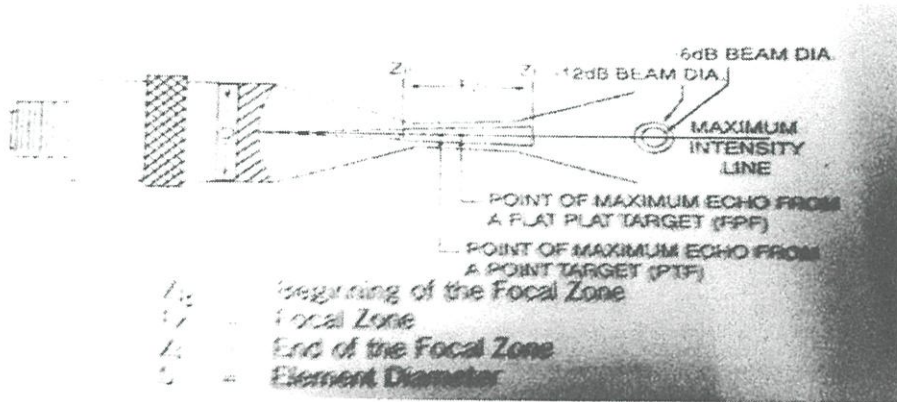 -6dB BEAM DIA.
-12dB BEAM DIA.
MAXIMUM
INTENSITY
LINE
POINT OF MAXIMUM ECHO FROM
A FLAT PLAT TARGET (FPF)
POINT OF MAXIMUM ECHO FROM
A POINT TARGET (PTF)
Beginning of the Focal Zone
Focal Zone
End of the Focal Zone
= Element Diameter